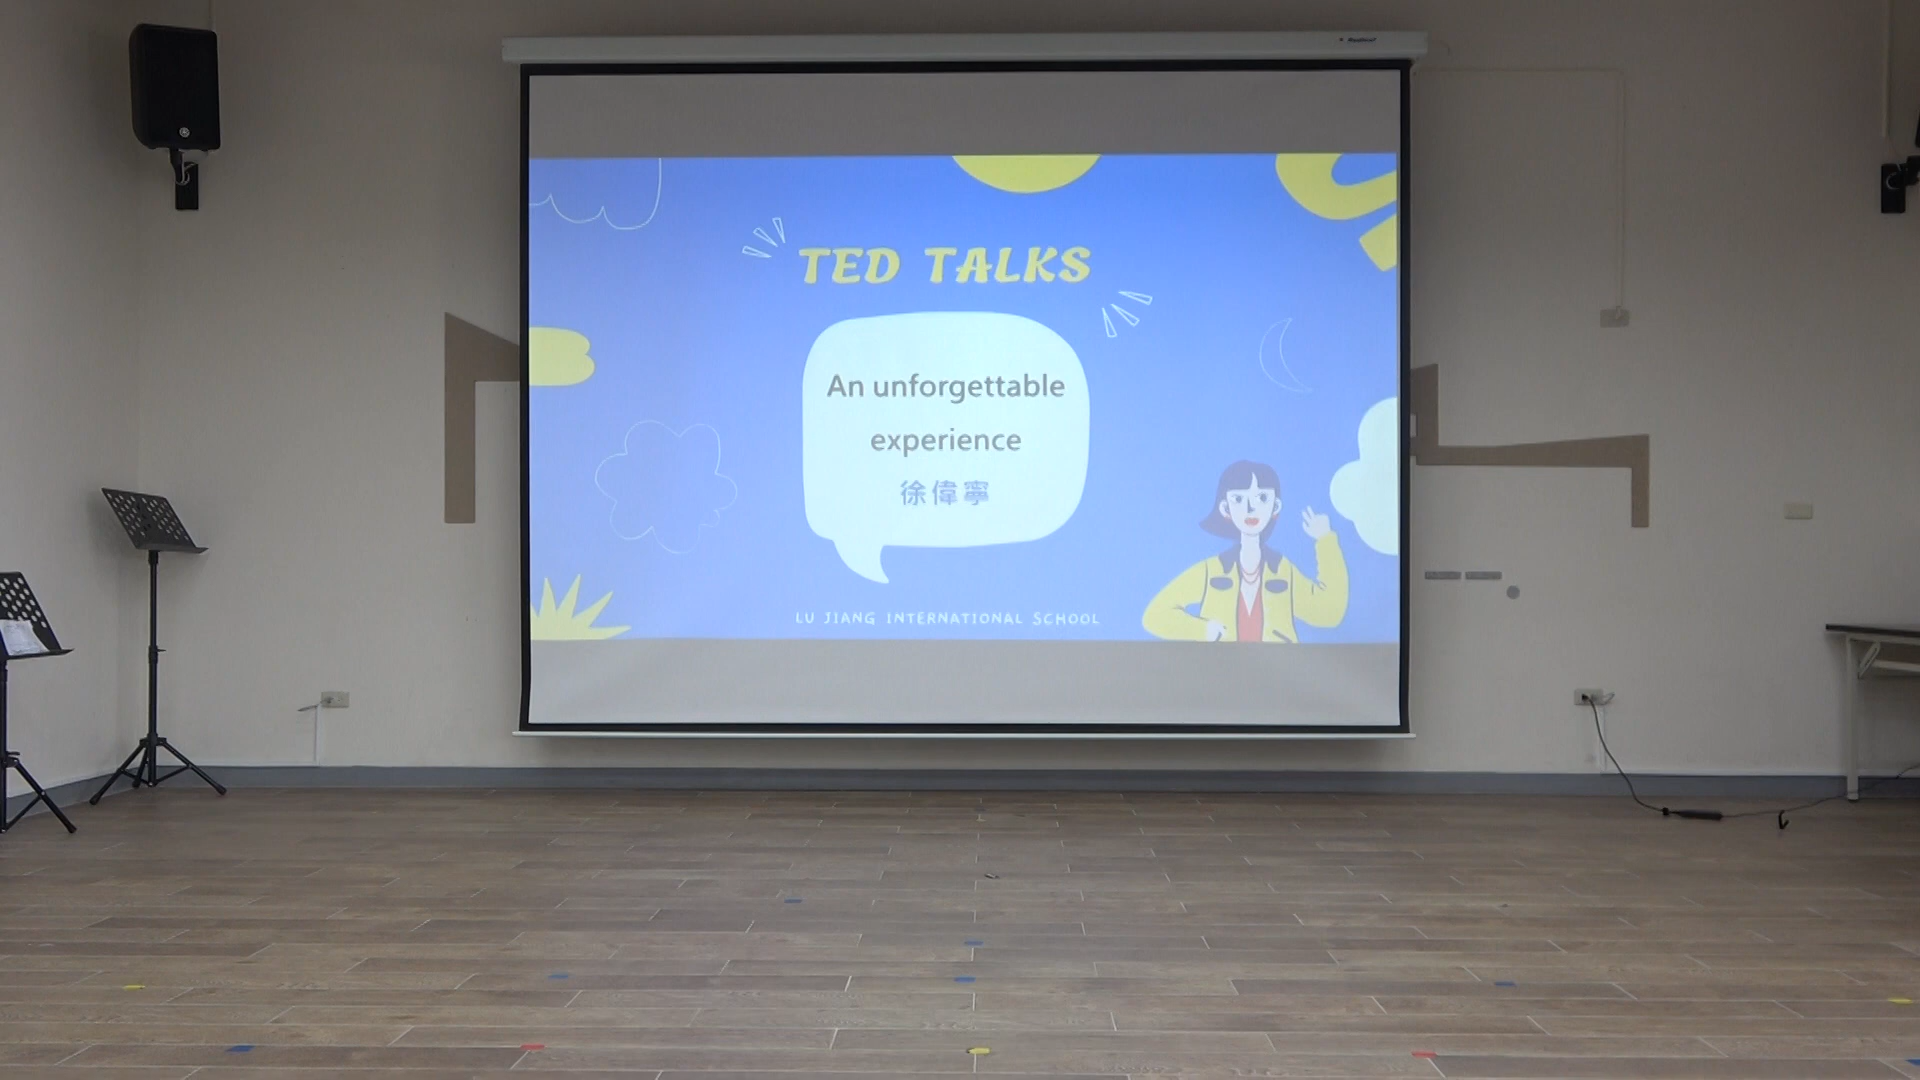 TED TALKS
An unforgettable
experience
徐偉寧
LU JIANG INTERNATIONAL SCHOOL